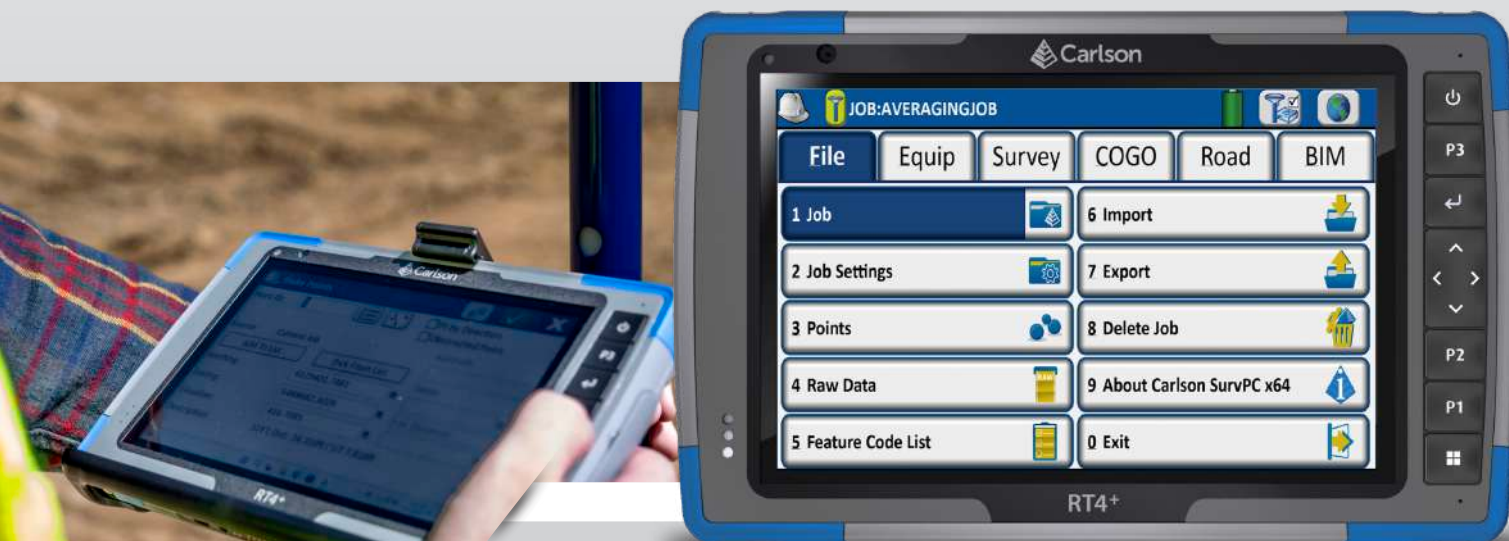 Carlson
JOB:AVERAGINGJOB
File Equip Survey COGO Road BIM
1 Job 6 Import
2 Job Settings 7 Export
3 Points 8 Delete Job
4 Raw Data 9 About Carlson SurvPC x64
5 Feature Code List 0 Exit
P3
P2
P1
RT4+
Carlson
P3
RT4+